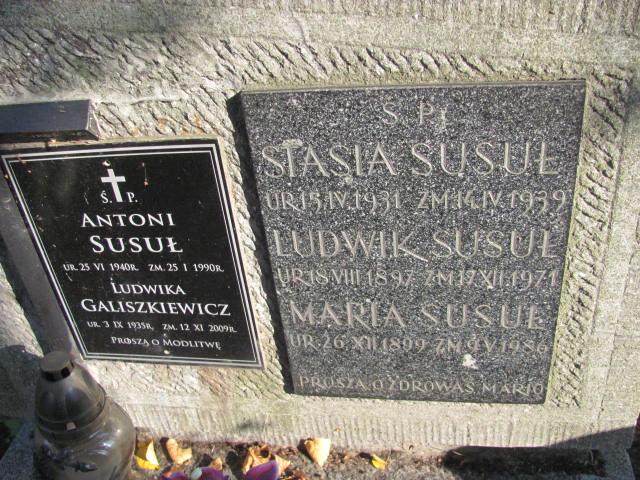 Ś. P.
ANTONI
SUSUŁ
UR. 25 VI 1940R. ZM. 25 I 1990R.
LUDWIKA
GALISZKIEWICZ
UR. 3 IX 1935R, ZM. 12 XI 2009R.
PROSZĄ O MODLITWĘ
Ś. P.
STASIA SUSUŁ
UR. 15.IV.1931 ZM. 14.IV.1939
LUDWIK SUSUŁ
UR. 18.VIII.1897 ZM. 17.XII.1971
MARIA SUSUŁ
UR. 26.XII.1899 ZM. 9.V.1986
PROSZĄ O ZDROWAŚ MARIO